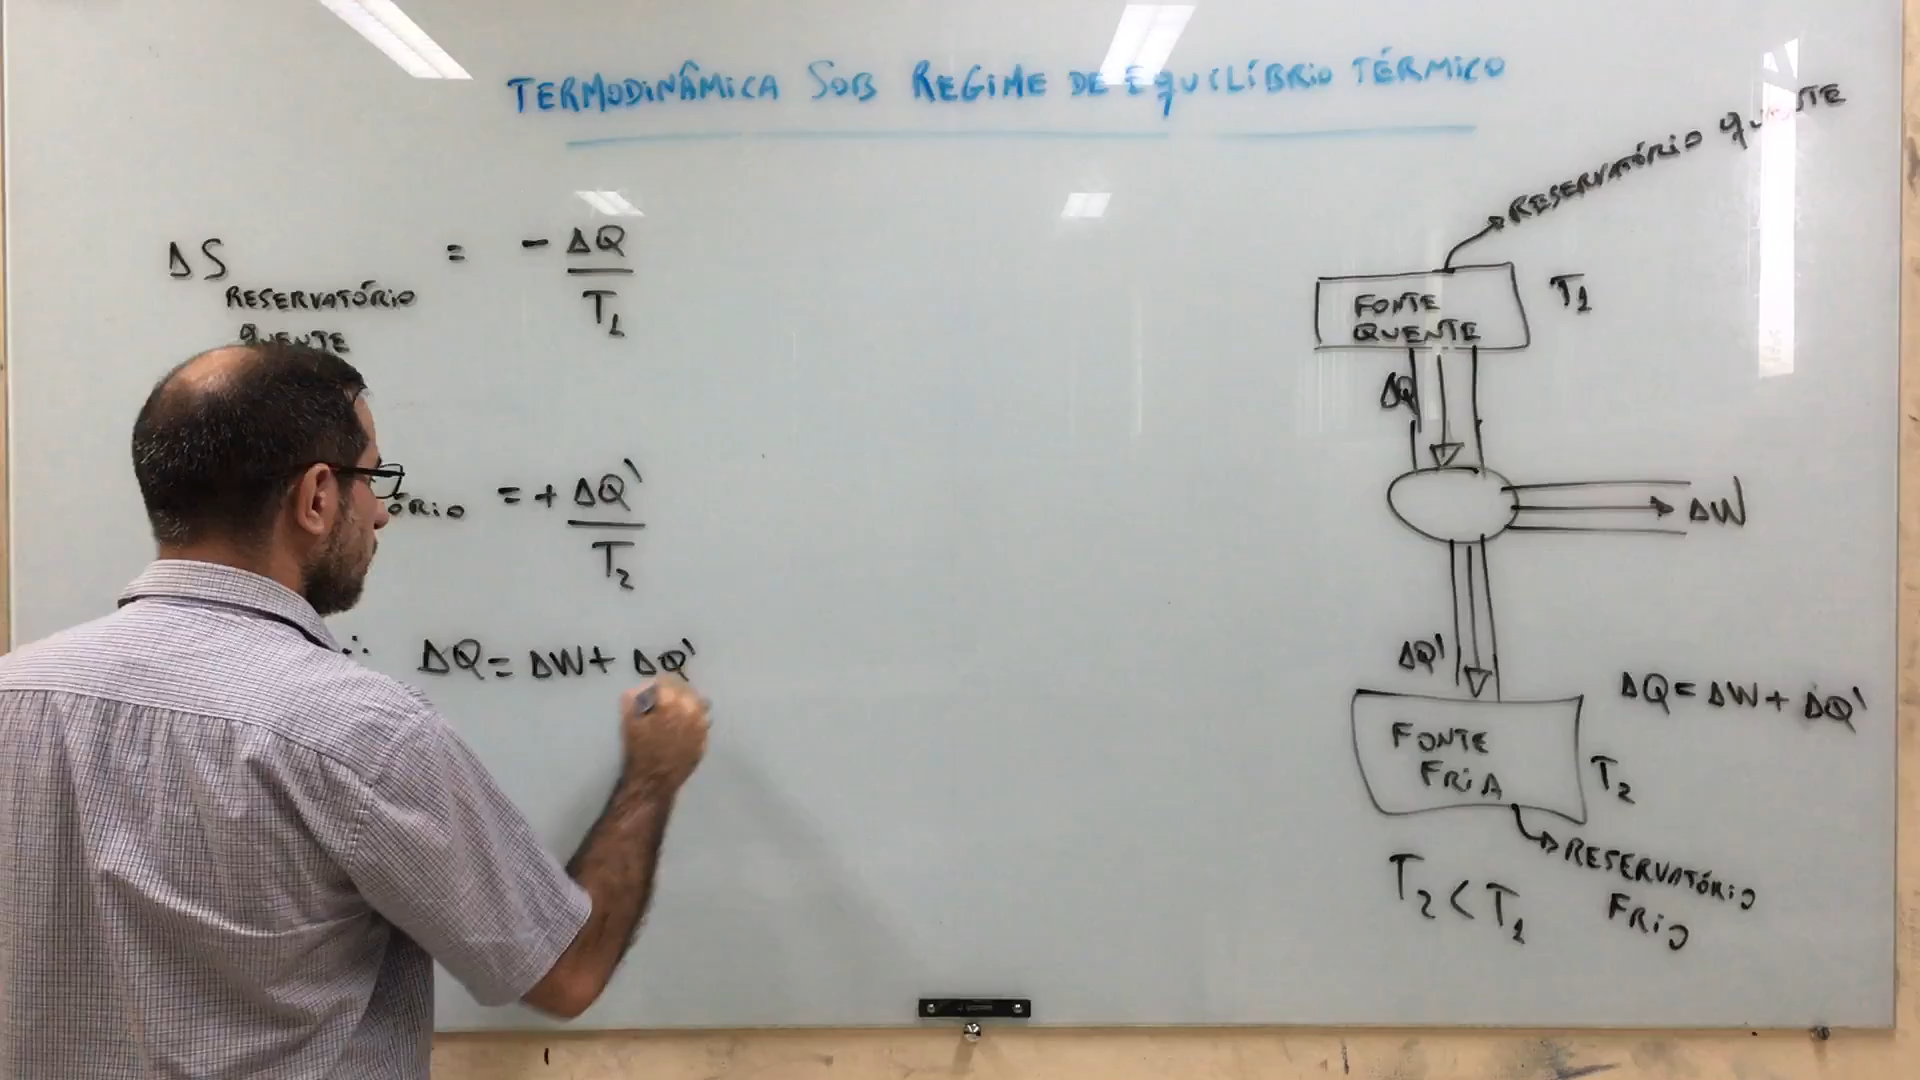 TERMODINÂMICA SOB REGIME DE EQUILÍBRIO TÉRMICO
ΔS RESERVATÓRIO QUENTE = - ΔQ / T1
= + ΔQ' / T2
∴ ΔQ = ΔW + ΔQ'
RESERVATÓRIO
FONTE
QUENTE
T1
ΔQ
ΔW
ΔQ'
FONTE
FRIA
T2
ΔQ = ΔW + ΔQ'
RESERVATÓRIO
FRIO
T2 < T1